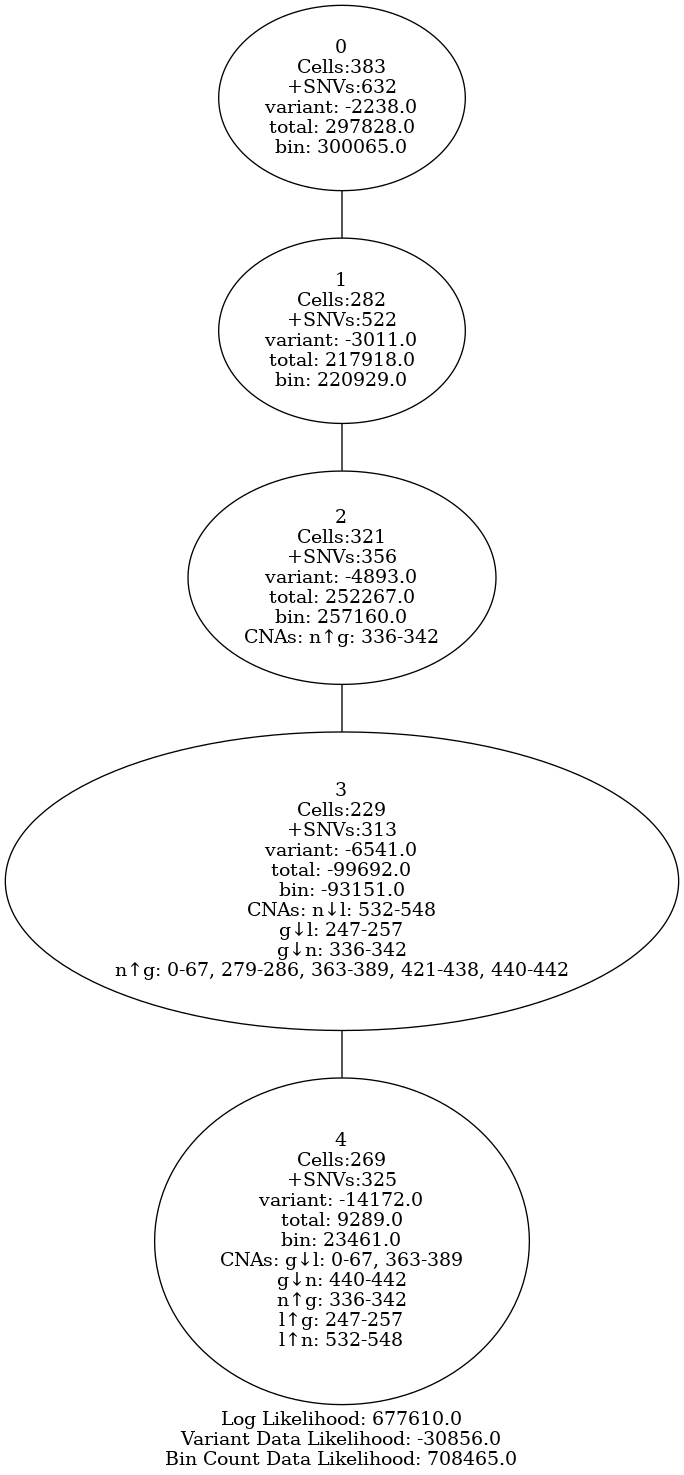 0
Cells:383
+SNVs:632
variant: -2238.0
total: 297828.0
bin: 300065.0
1
Cells:282
+SNVs:522
variant: -3011.0
total: 217918.0
bin: 220929.0
2
Cells:321
+SNVs:356
variant: -4893.0
total: 252267.0
bin: 257160.0
CNAs: n↑g: 336-342
3
Cells:229
+SNVs:313
variant: -6541.0
total: -99692.0
bin: -93151.0
CNAs: n↓l: 532-548
g↓l: 247-257
g↓n: 336-342
n↑g: 0-67, 279-286, 363-389, 421-438, 440-442
4
Cells:269
+SNVs:325
variant: -14172.0
total: 9289.0
bin: 23461.0
CNAs: g↓l: 0-67, 363-389
g↓n: 440-442
n↑g: 336-342
l↑g: 247-257
l↑n: 532-548
Log Likelihood: 677610.0
Variant Data Likelihood: -30856.0
Bin Count Data Likelihood: 708465.0